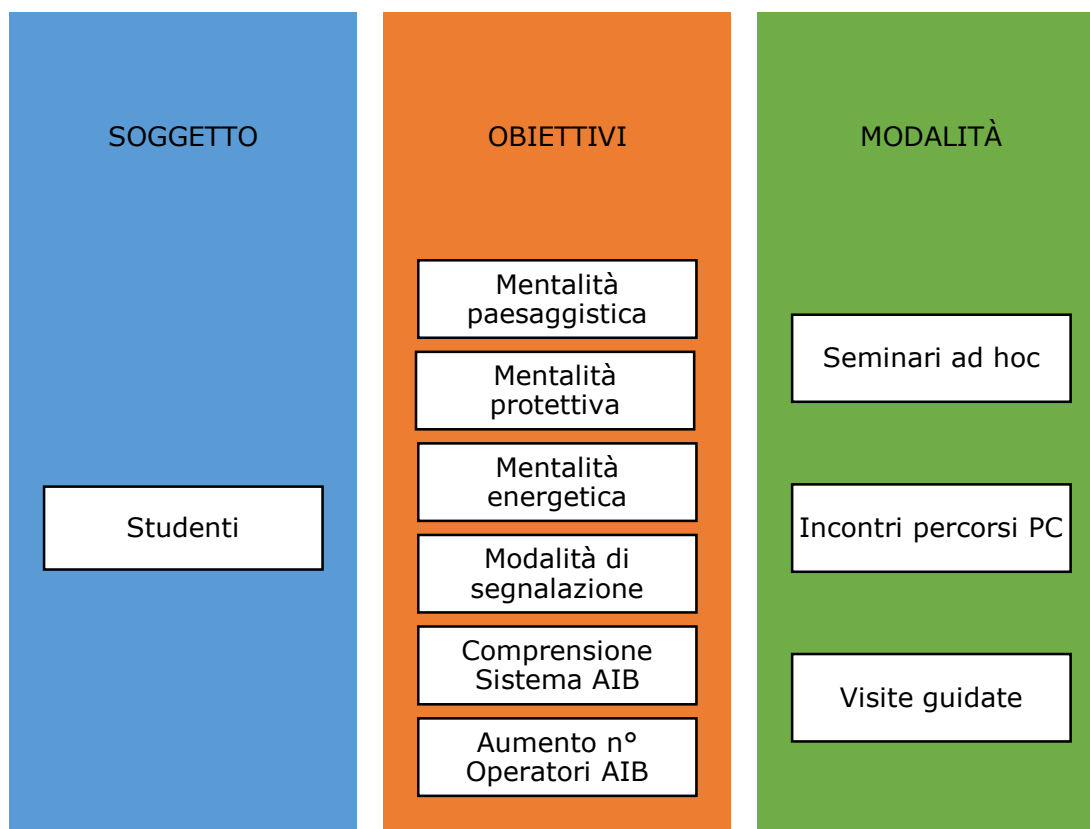 SOGGETTO
Studenti
OBIETTIVI
Mentalità
paesaggistica
Mentalità
protettiva
Mentalità
energetica
Modalità di
segnalazione
Comprensione
Sistema AIB
Aumento n°
Operatori AIB
MODALITÀ
Seminari ad hoc
Incontri percorsi PC
Visite guidate